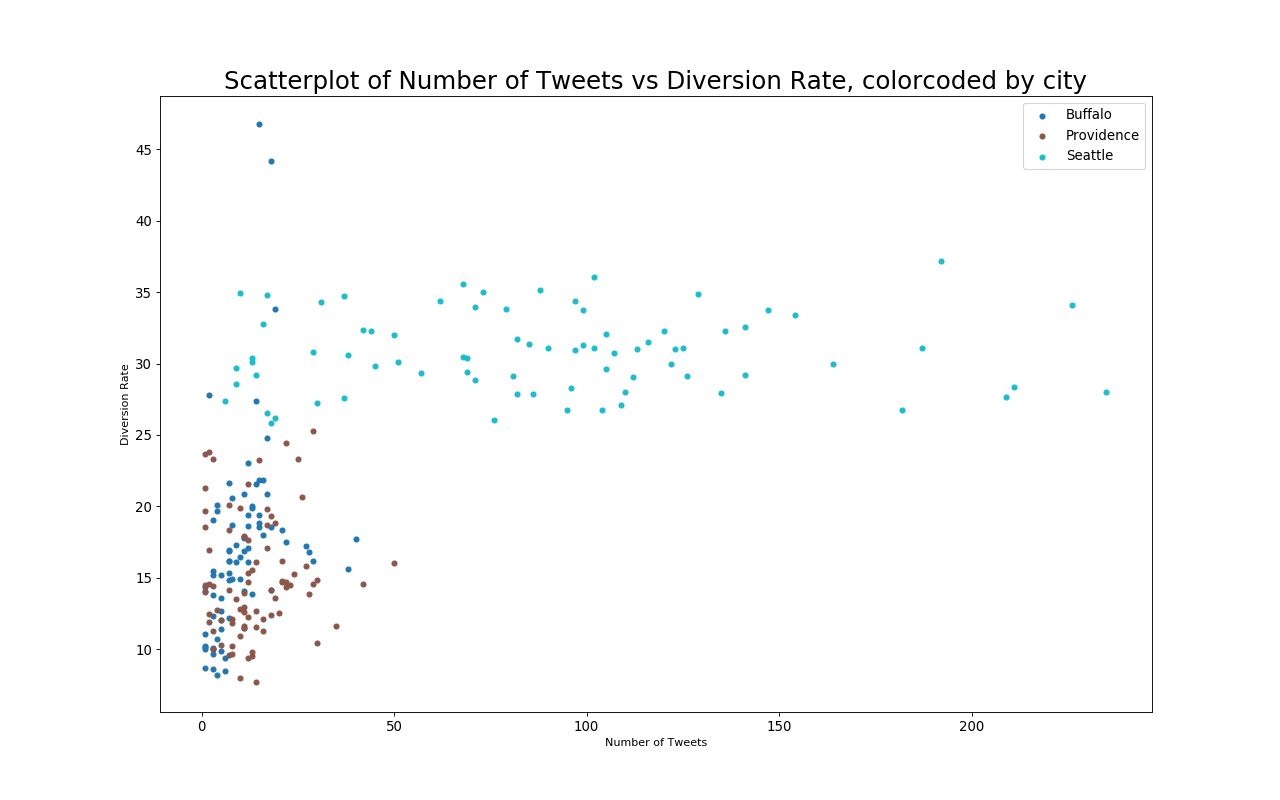 Scatterplot of Number of Tweets vs Diversion Rate, colorcoded by city
Buffalo
Providence
Seattle
45
40
35
30
25
20
15
10
Diversion Rate
0 50 100 150 200
Number of Tweets